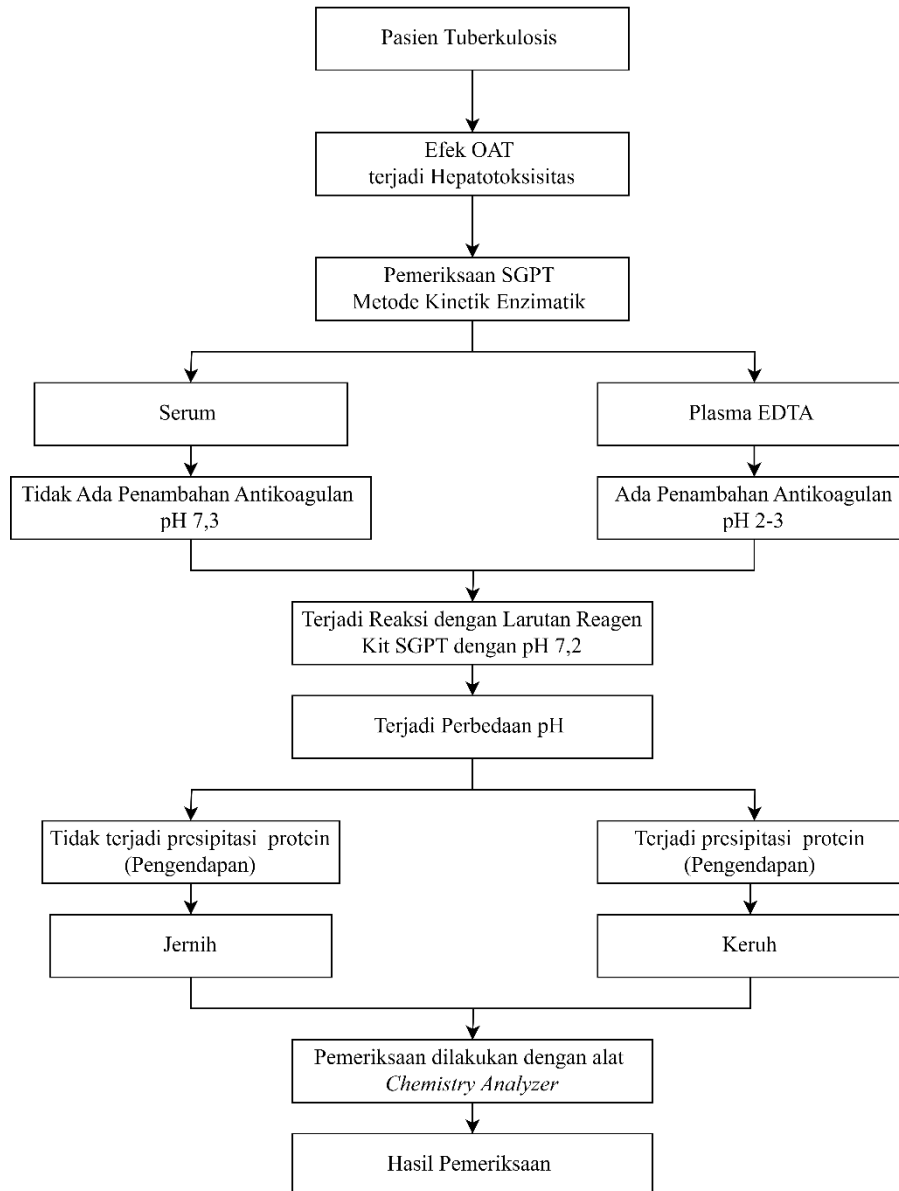 Pasien Tuberkulosis
Efek OAT
terjadi Hepatotoksisitas
Pemeriksaan SGPT
Metode Kinetik Enzimatik
Serum
Plasma EDTA
Tidak Ada Penambahan Antikoagulan
pH 7,3
Ada Penambahan Antikoagulan
pH 2-3
Terjadi Reaksi dengan Larutan Reagen
Kit SGPT dengan pH 7,2
Terjadi Perbedaan pH
Tidak terjadi presipitasi protein
(Pengendapan)
Terjadi presipitasi protein
(Pengendapan)
Jernih
Keruh
Pemeriksaan dilakukan dengan alat
Chemistry Analyzer
Hasil Pemeriksaan